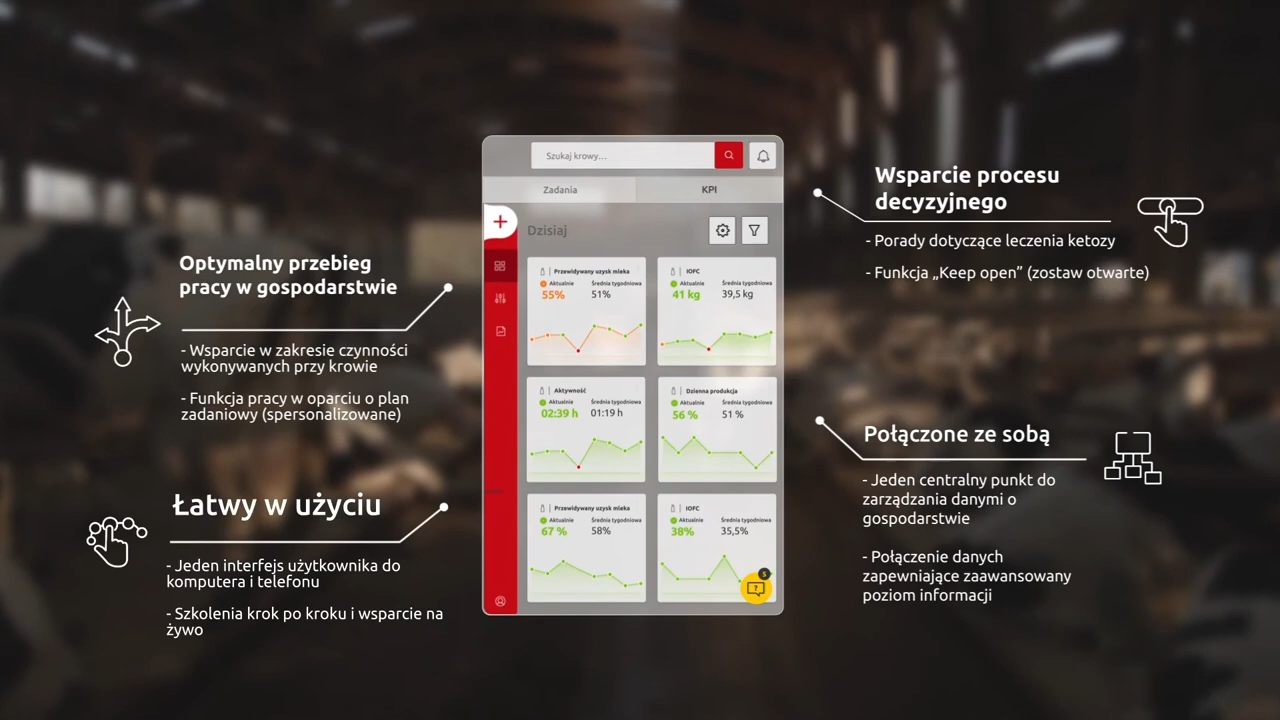 Optymalny przebieg
pracy w gospodarstwie
- Wsparcie w zakresie czynności
wykonywanych przy krowie
- Funkcja pracy w oparciu o plan
zadaniowy (spersonalizowane)
Łatwy w użyciu
- Jeden interfejs użytkownika do
komputera i telefonu
- Szkolenia krok po kroku i wsparcie na
żywo
Szukaj krowy...
Zadania KPI
Dzisiaj
Przewidywany uzysk mleka
Aktualnie Średnia tygodniowa
55% 51%
IOFC
Aktualnie Średnia tygodniowa
41 kg 39,5 kg
Aktywność
Aktualnie Średnia tygodniowa
02:39 h 01:19 h
Dzienna produkcja
Aktualnie Średnia tygodniowa
56 % 51 %
Przewidywany uzysk mleka
Aktualnie Średnia tygodniowa
67 % 58%
IOFC
Aktualnie Średnia tygodniowa
38% 35,5%
5
Wsparcie procesu
decyzyjnego
- Porady dotyczące leczenia ketozy
- Funkcja „Keep open” (zostaw otwarte)
Połączone ze sobą
- Jeden centralny punkt do
zarządzania danymi o
gospodarstwie
- Połączenie danych
zapewniające zaawansowany
poziom informacji